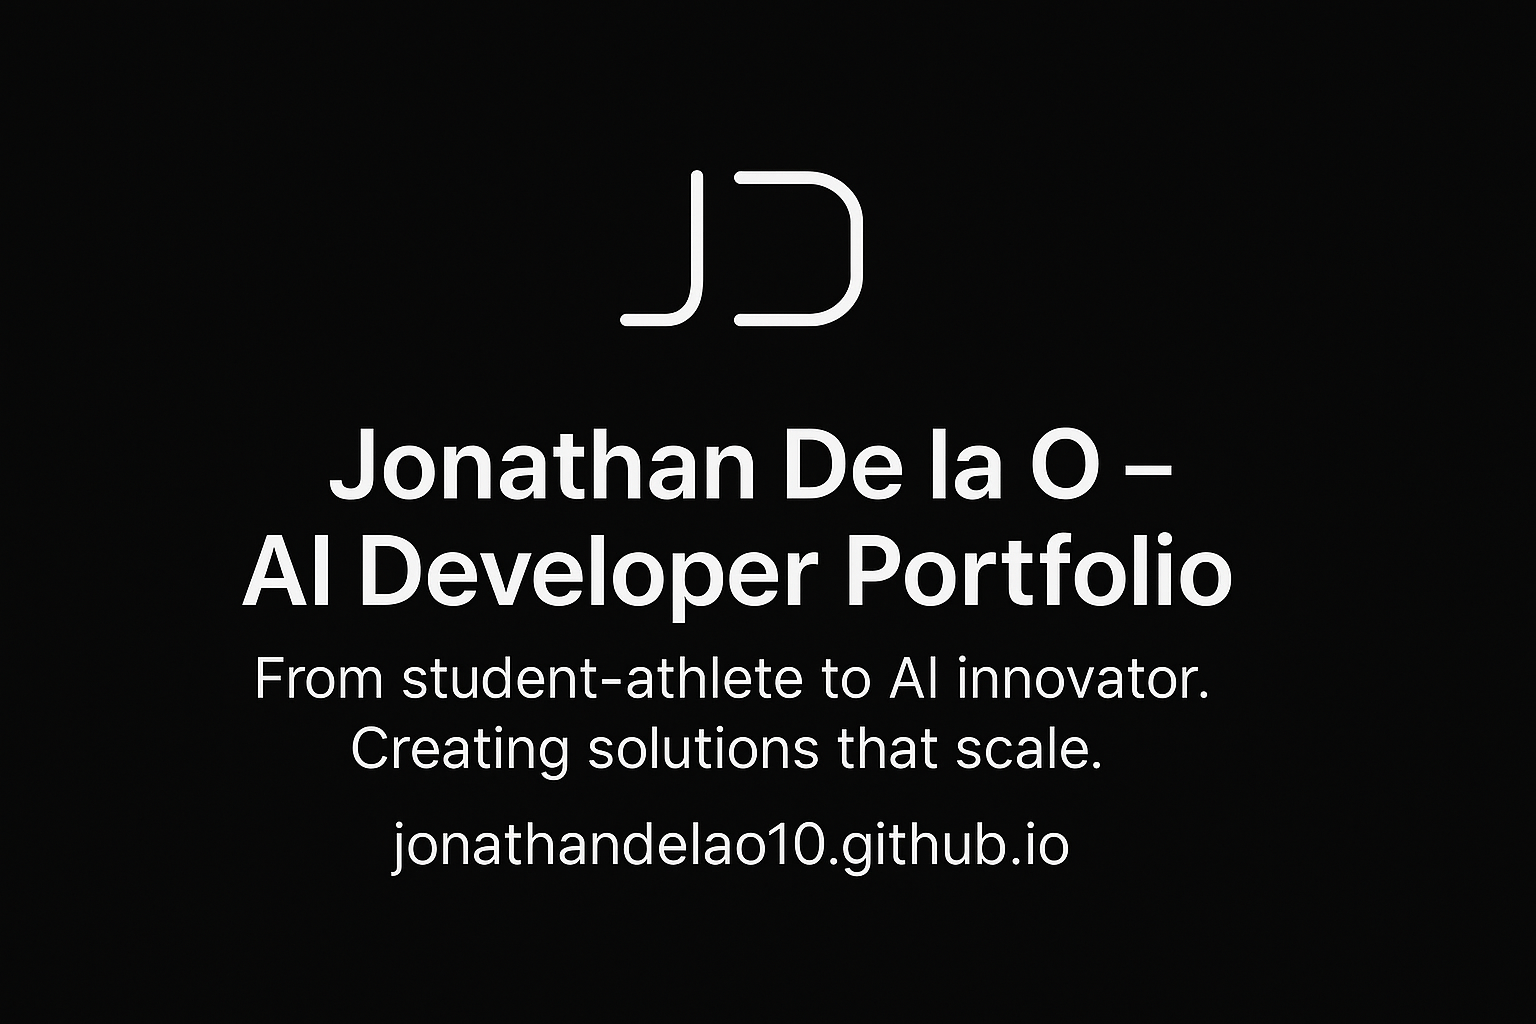 JD
Jonathan De la O –
AI Developer Portfolio
From student-athlete to AI innovator.
Creating solutions that scale.
jonathandelao10.github.io